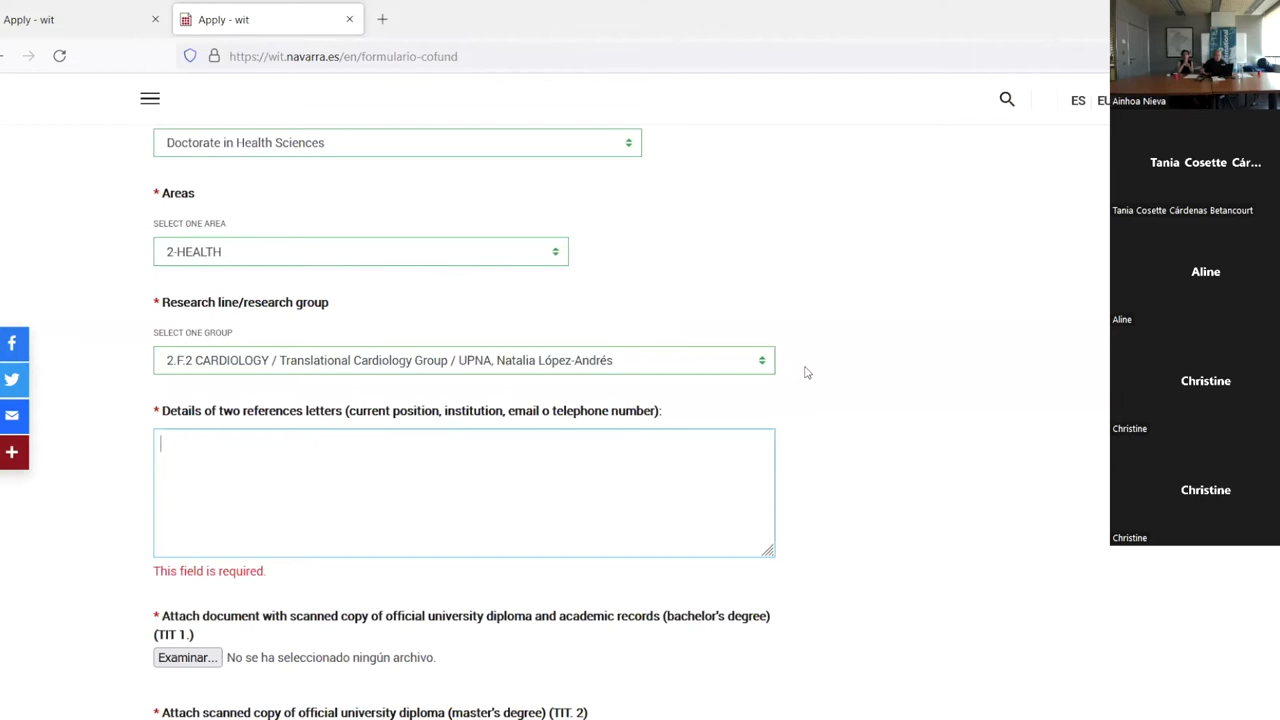 Apply - wit
Apply - wit
https://wit.navarra.es/en/formulario-cofund
ES EU
Doctorate in Health Sciences
* Areas
SELECT ONE AREA
2-HEALTH
* Research line/research group
SELECT ONE GROUP
2.F.2 CARDIOLOGY / Translational Cardiology Group / UPNA, Natalia López-Andrés
* Details of two references letters (current position, institution, email o telephone number):
This field is required.
* Attach document with scanned copy of official university diploma and academic records (bachelor's degree)
(TIT 1.)
Examinar... No se ha seleccionado ningún archivo.
* Attach scanned copy of official university diploma (master's degree) (TIT. 2)
Ainhoa Nieva
Tania Cosette Cár...
Tania Cosette Cárdenas Betancourt
Aline
Aline
Christine
Christine
Christine
Christine